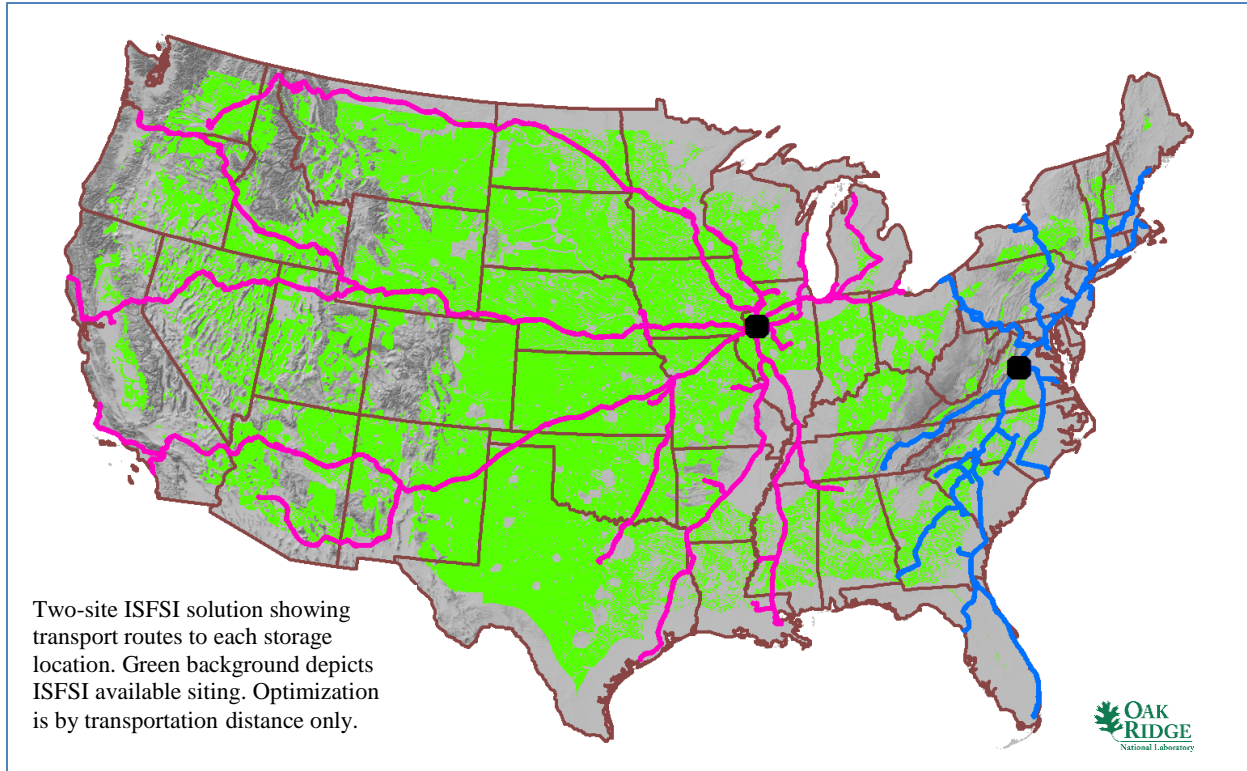 Two-site ISFSI solution showing
transport routes to each storage
location. Green background depicts
ISFSI available siting. Optimization
is by transportation distance only.
OAK
RIDGE
National Laboratory